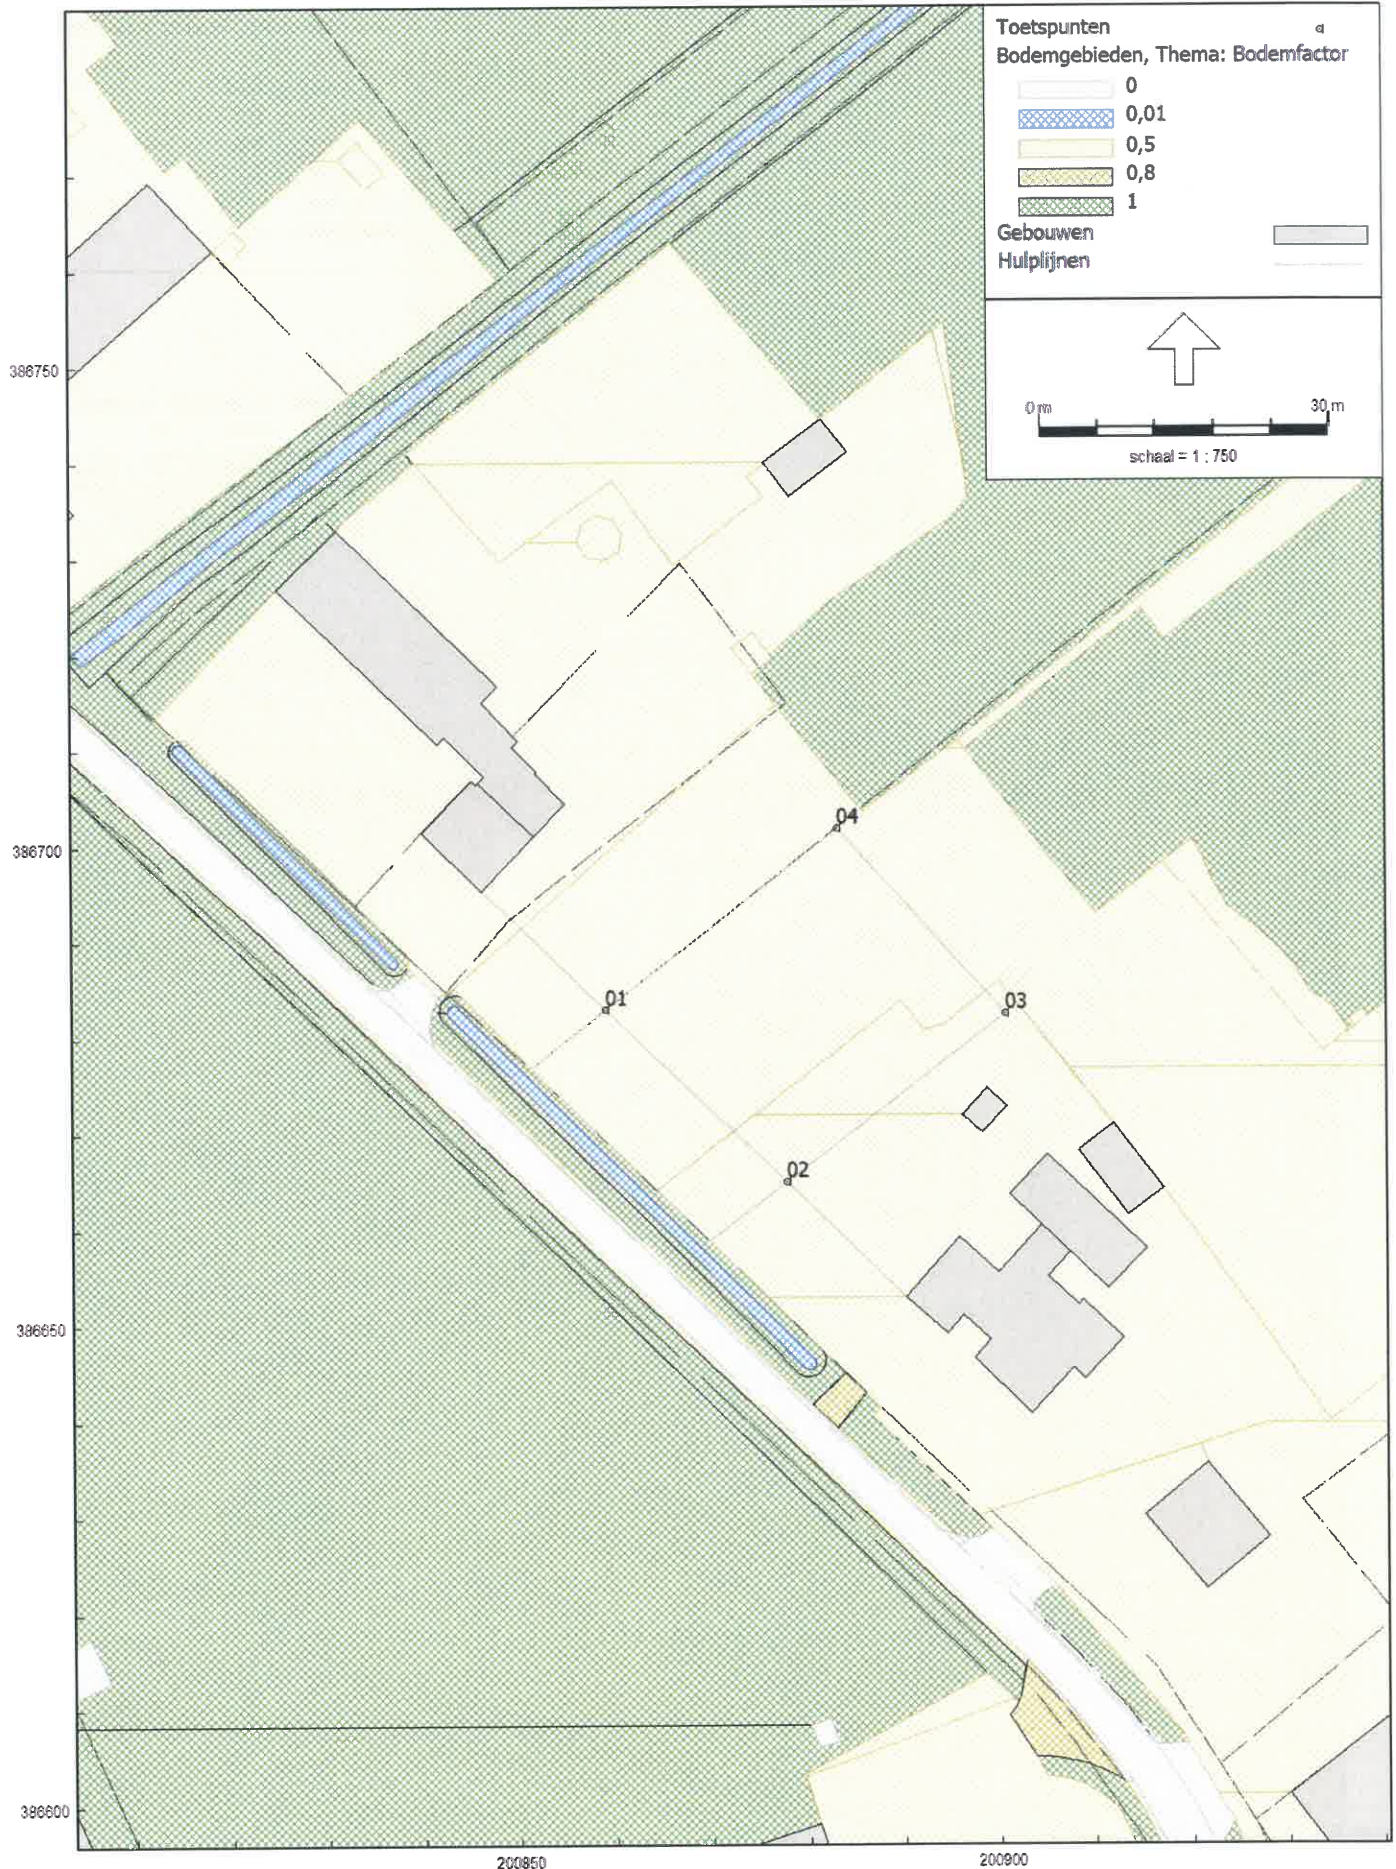 Toetspunten
Bodemgebieden, Thema: Bodemfactor
0
0,01
0,5
0,8
1
Gebouwen
Hulplijnen
0 m 30 m
schaal = 1 : 750
386750
04
386700
01
03
02
386650
386600
200850 200900